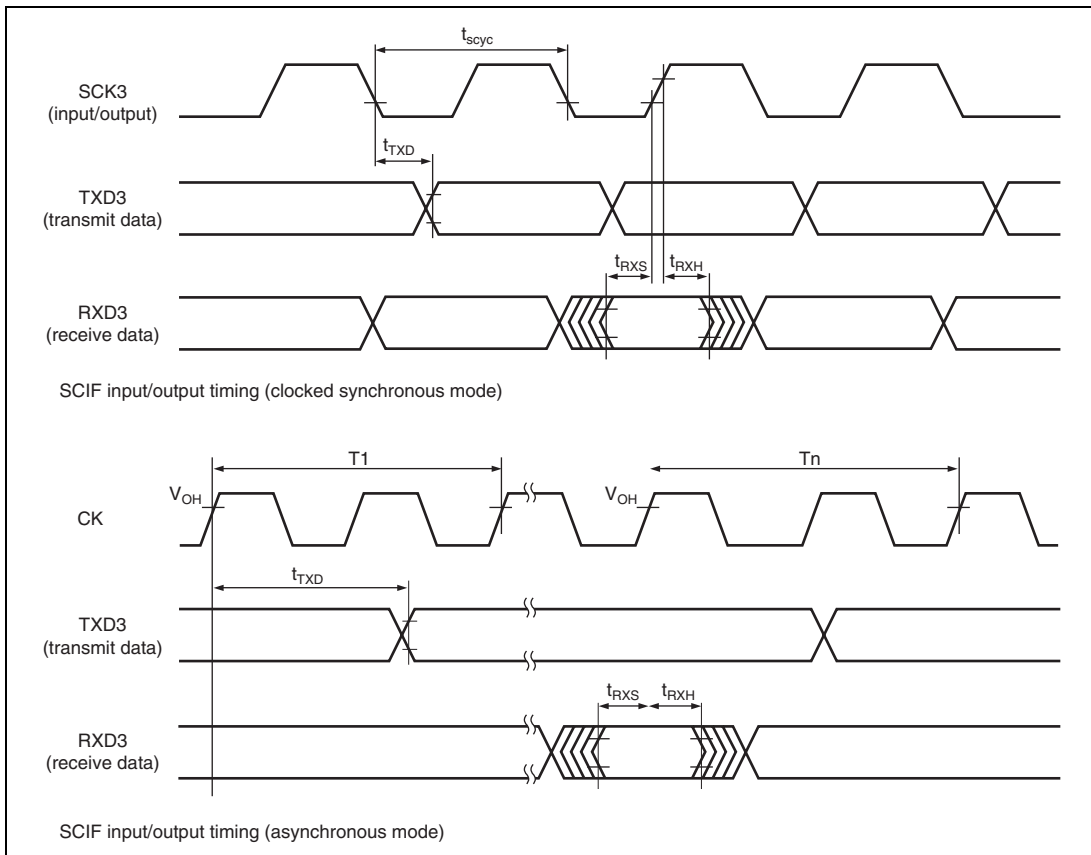 tscyc
SCK3
(input/output)
tTXD
TXD3
(transmit data)
tRXS
tRXH
RXD3
(receive data)
SCIF input/output timing (clocked synchronous mode)
T1
Tn
VOH
VOH
CK
tTXD
TXD3
(transmit data)
tRXS
tRXH
RXD3
(receive data)
SCIF input/output timing (asynchronous mode)